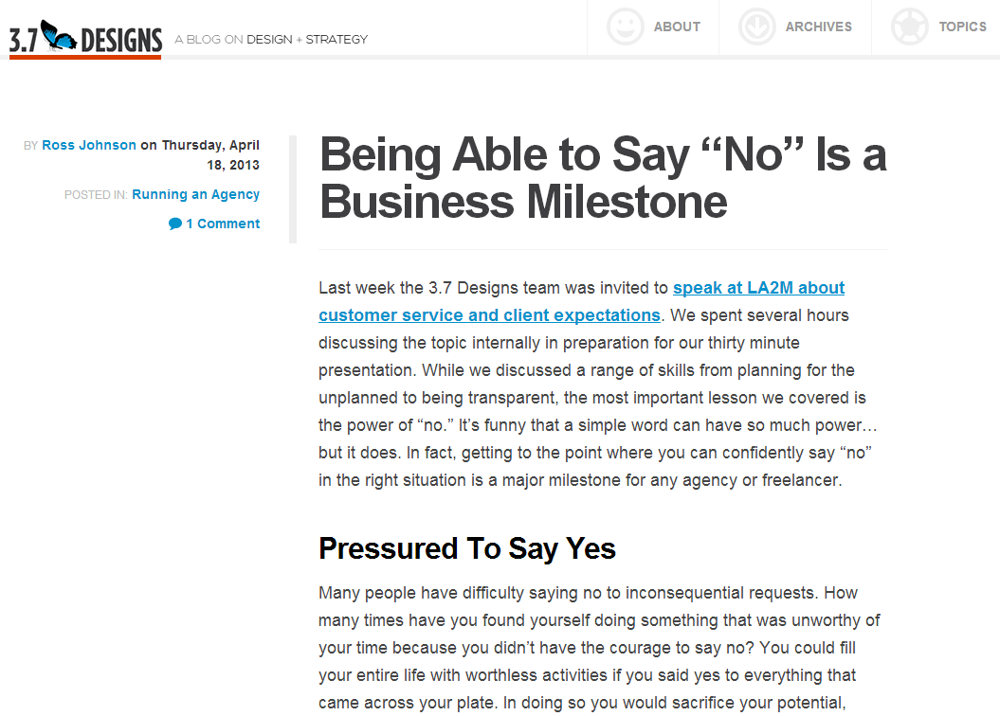 3.7 DESIGNS A BLOG ON DESIGN + STRATEGY
ABOUT
ARCHIVES
TOPICS
BY Ross Johnson on Thursday, April
18, 2013
POSTED IN: Running an Agency
1 Comment
Being Able to Say “No” Is a
Business Milestone
Last week the 3.7 Designs team was invited to speak at LA2M about
customer service and client expectations. We spent several hours
discussing the topic internally in preparation for our thirty minute
presentation. While we discussed a range of skills from planning for the
unplanned to being transparent, the most important lesson we covered is
the power of “no.” It’s funny that a simple word can have so much power…
but it does. In fact, getting to the point where you can confidently say “no”
in the right situation is a major milestone for any agency or freelancer.
Pressured To Say Yes
Many people have difficulty saying no to inconsequential requests. How
many times have you found yourself doing something that was unworthy of
your time because you didn’t have the courage to say no? You could fill
your entire life with worthless activities if you said yes to everything that
came across your plate. In doing so you would sacrifice your potential,